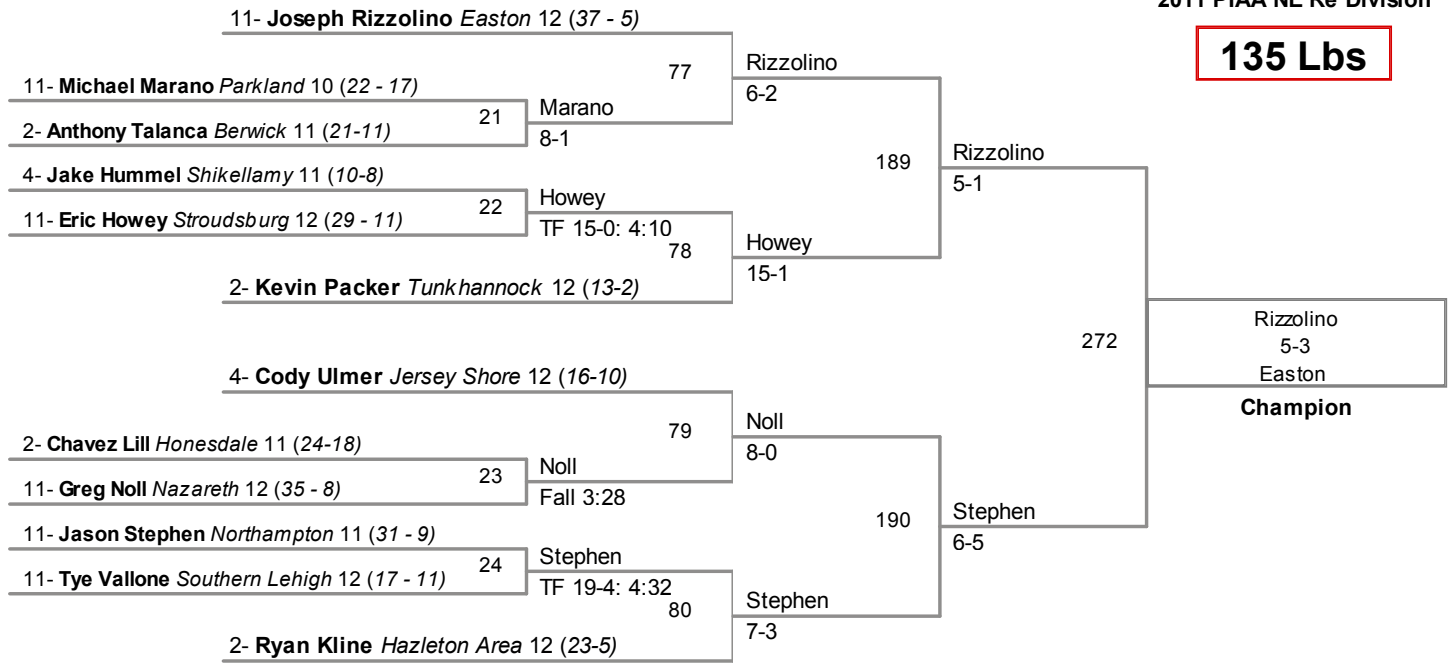 2011 PIAA NE Re Division
135 Lbs
11- Joseph Rizzolino Easton 12 (37 - 5)
77
Rizzolino
6-2
11- Michael Marano Parkland 10 (22 - 17)
21
Marano
8-1
2- Anthony Talanca Berwick 11 (21-11)
189
Rizzolino
5-1
4- Jake Hummel Shikellamy 11 (10-8)
22
Howey
TF 15-0: 4:10
11- Eric Howey Stroudsburg 12 (29 - 11)
78
Howey
15-1
2- Kevin Packer Tunkhannock 12 (13-2)
272
Rizzolino
5-3
Easton
Champion
4- Cody Ulmer Jersey Shore 12 (16-10)
79
Noll
8-0
2- Chavez Lill Honesdale 11 (24-18)
23
Noll
Fall 3:28
11- Greg Noll Nazareth 12 (35 - 8)
190
Stephen
6-5
11- Jason Stephen Northampton 11 (31 - 9)
24
Stephen
TF 19-4: 4:32
11- Tye Vallone Southern Lehigh 12 (17 - 11)
80
Stephen
7-3
2- Ryan Kline Hazleton Area 12 (23-5)